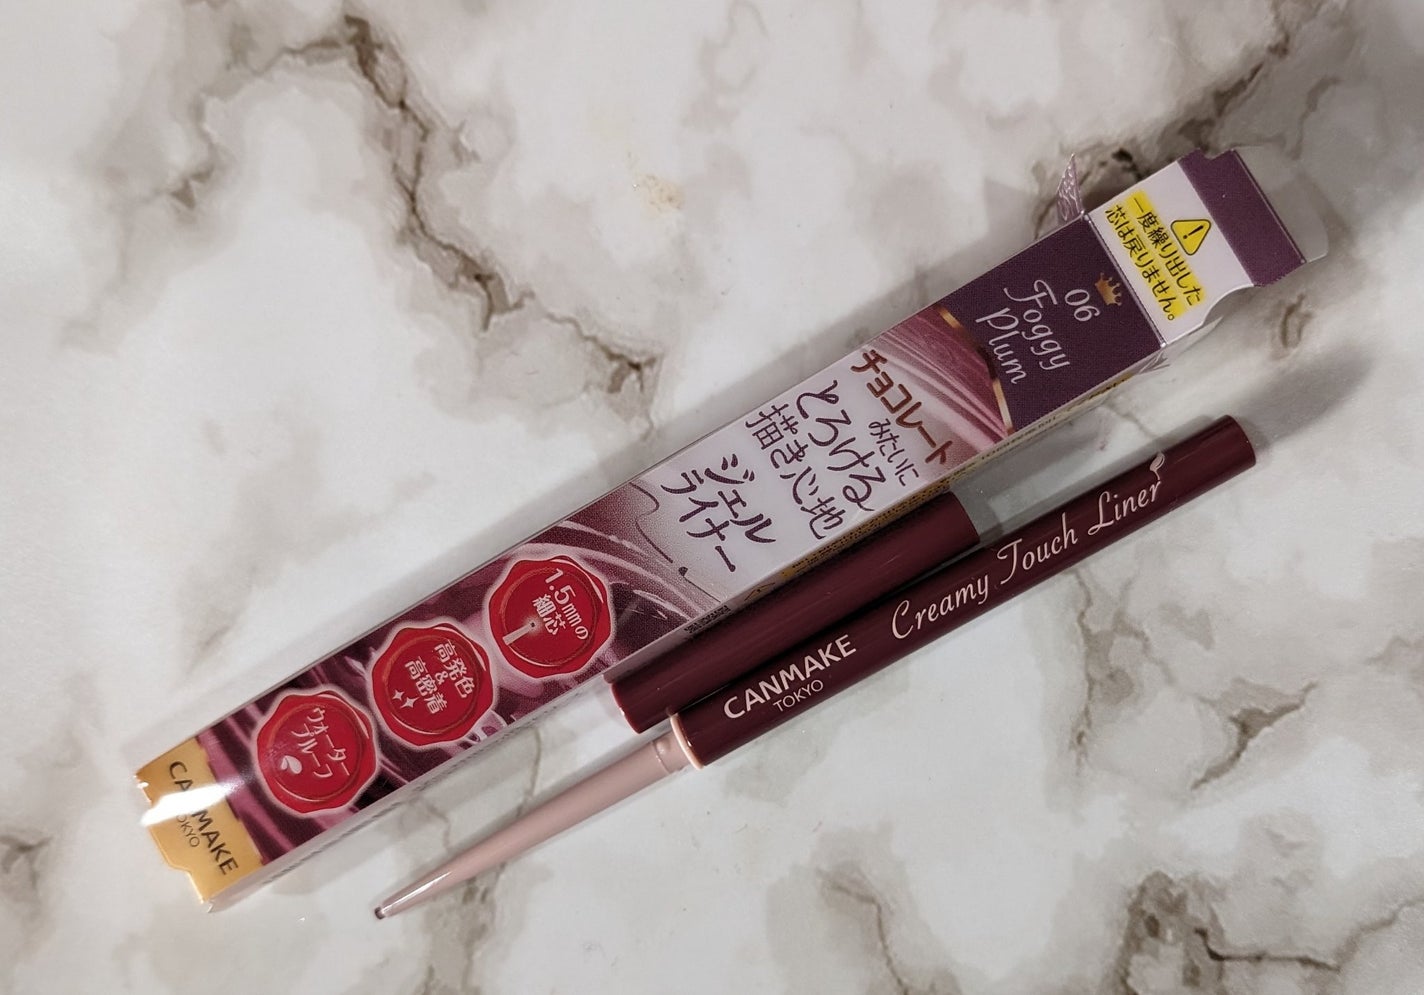 一度繰り出した
芯は戻りません。
06
Foggy
Plum
チョコレート
みたいに
とろける
描き心地
ジェル
ライナー
1.5mmの
細芯
高発色
&
高密着
ウォーター
プルーフ
CANMAKE
TOKYO
CANMAKE
TOKYO
Creamy Touch Liner